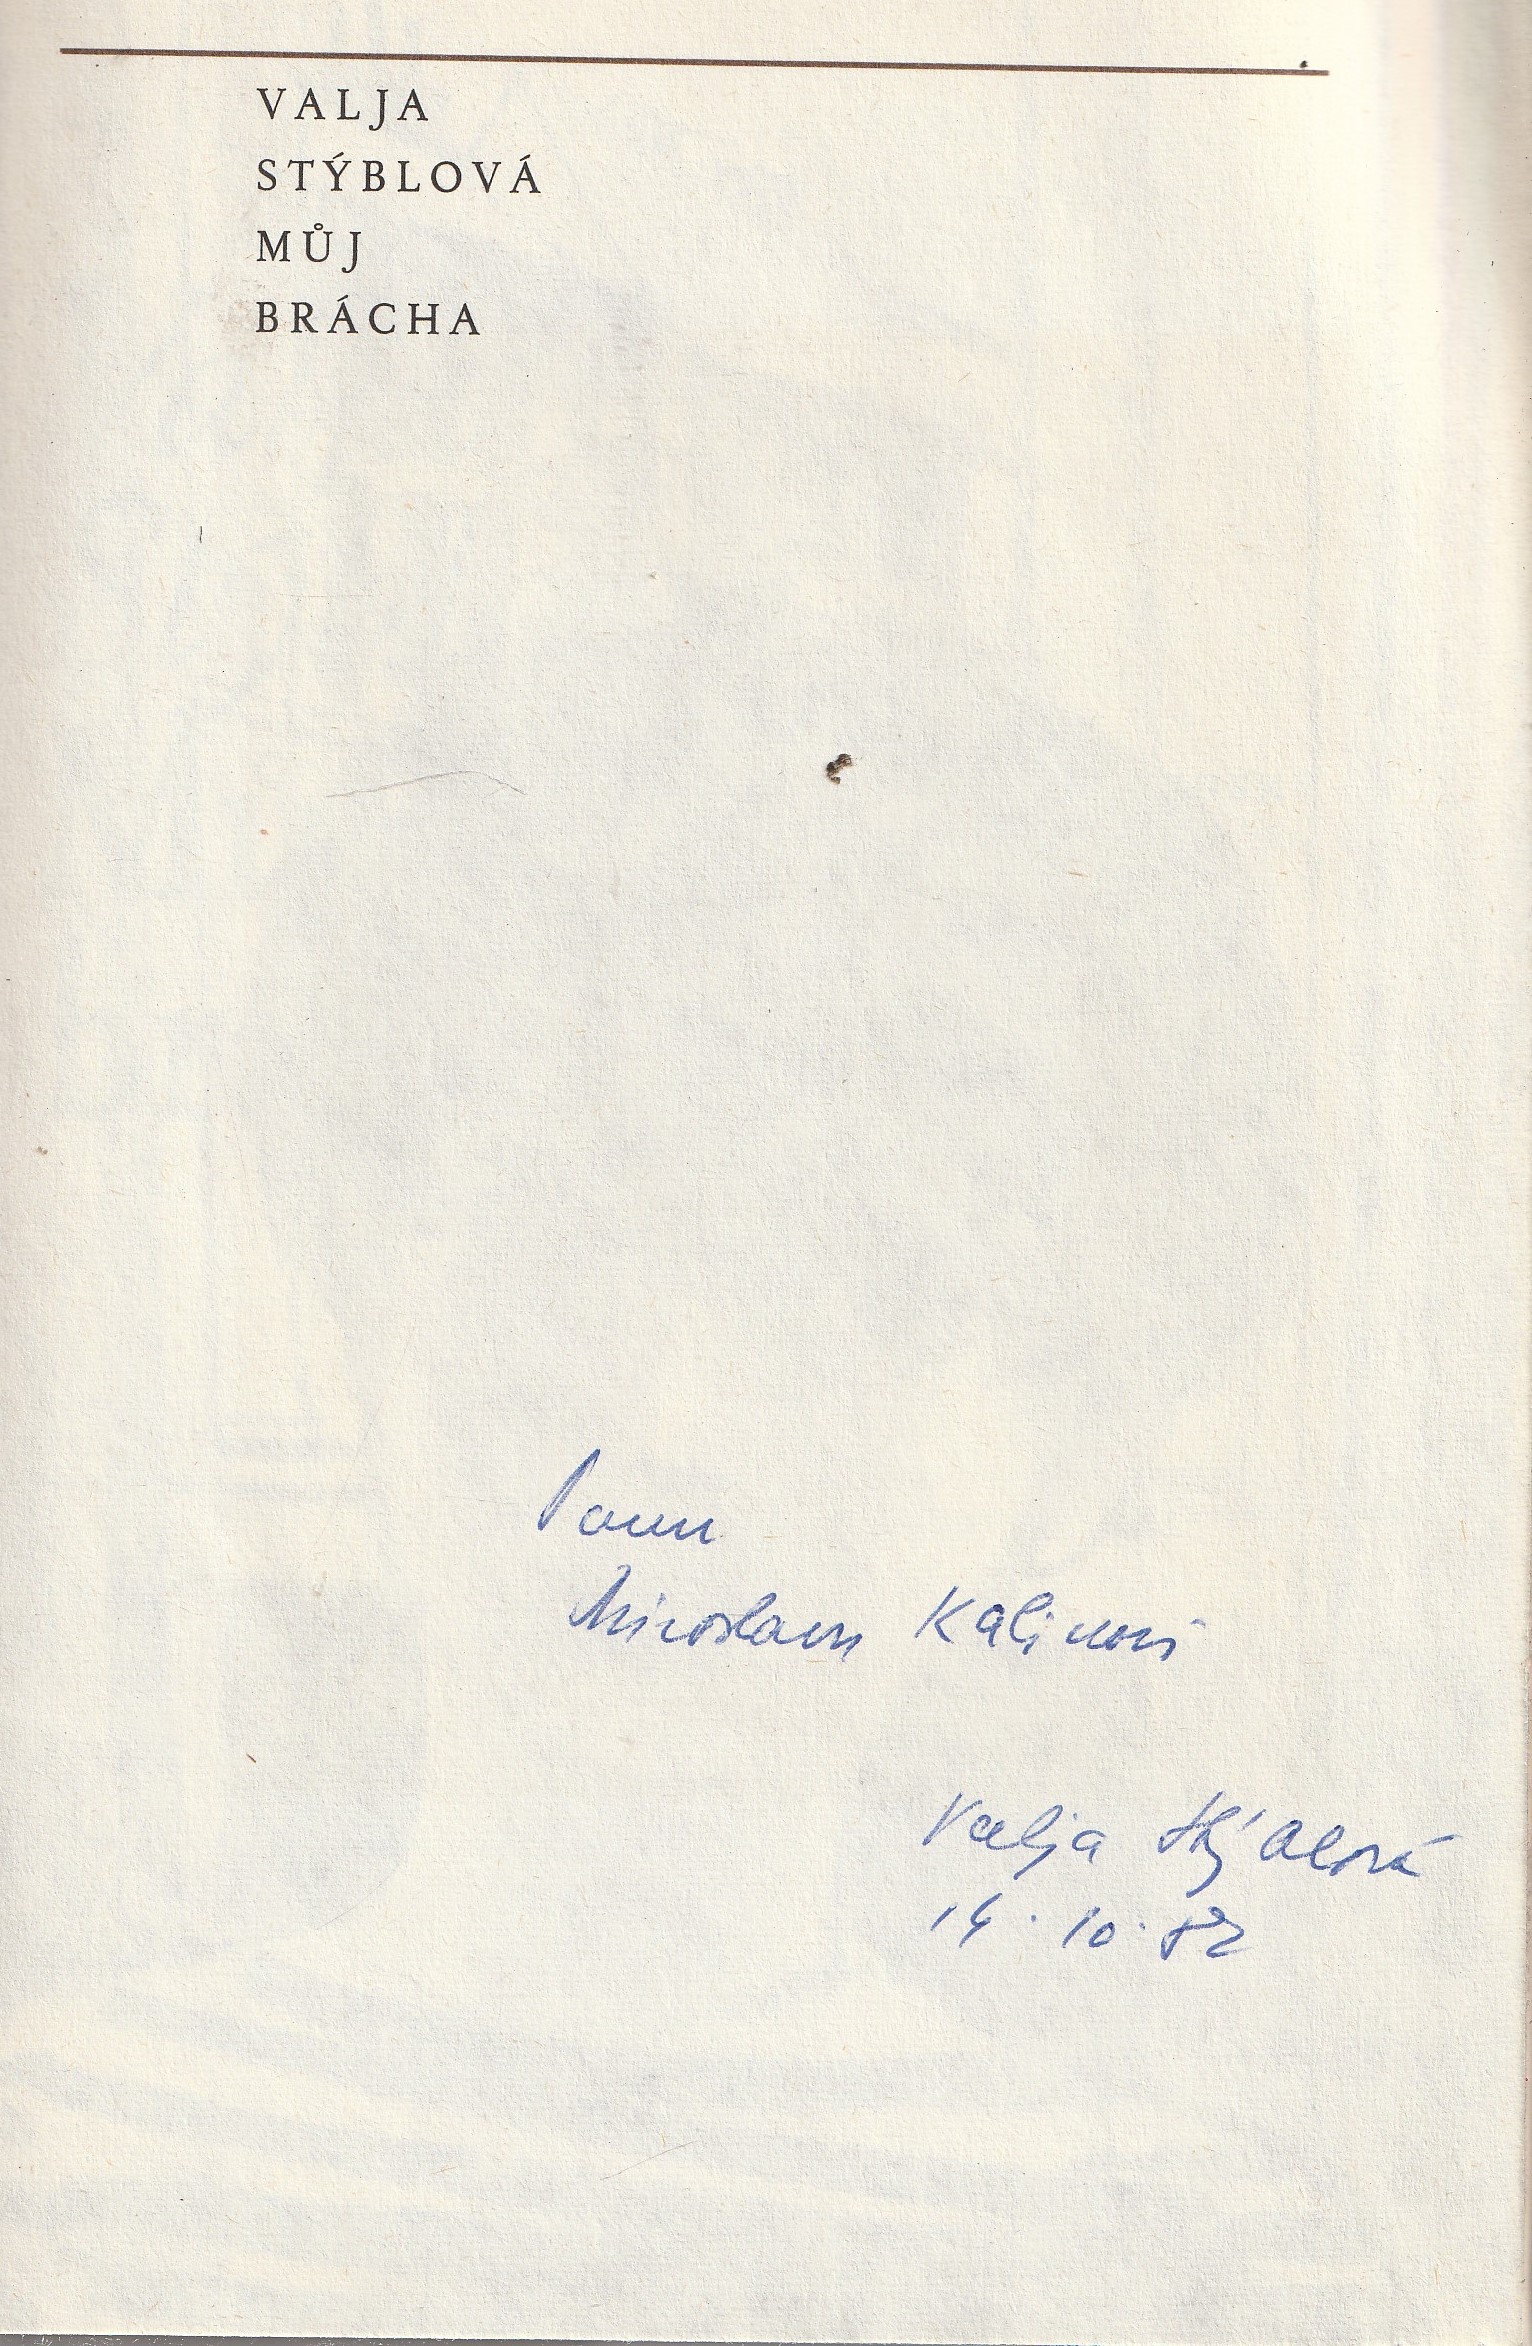 VALJA
STÝBLOVÁ
MŮJ
BRÁCHA
Panu
Miroslavu Kalinovi
Valja Stýblová
14. 10. 82